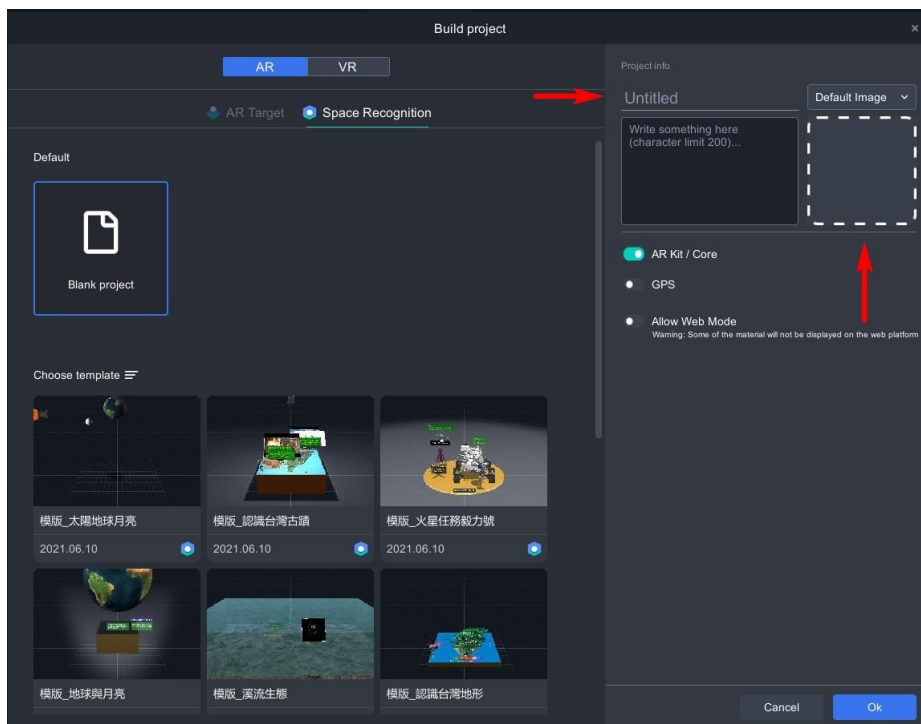 Build project
AR
VR
AR Target
Space Recognition
Default
Blank project
Choose template
模版_太陽地球月亮
2021.06.10
模版_認識台灣古蹟
2021.06.10
模版_火星任務毅力號
2021.06.10
模版_地球與月亮
模版_溪流生態
模版_認識台灣地形
Project info
Untitled
Default Image
Write something here
(character limit 200)...
AR Kit / Core
GPS
Allow Web Mode
Warning: Some of the material will not be displayed on the web platform
Cancel
Ok